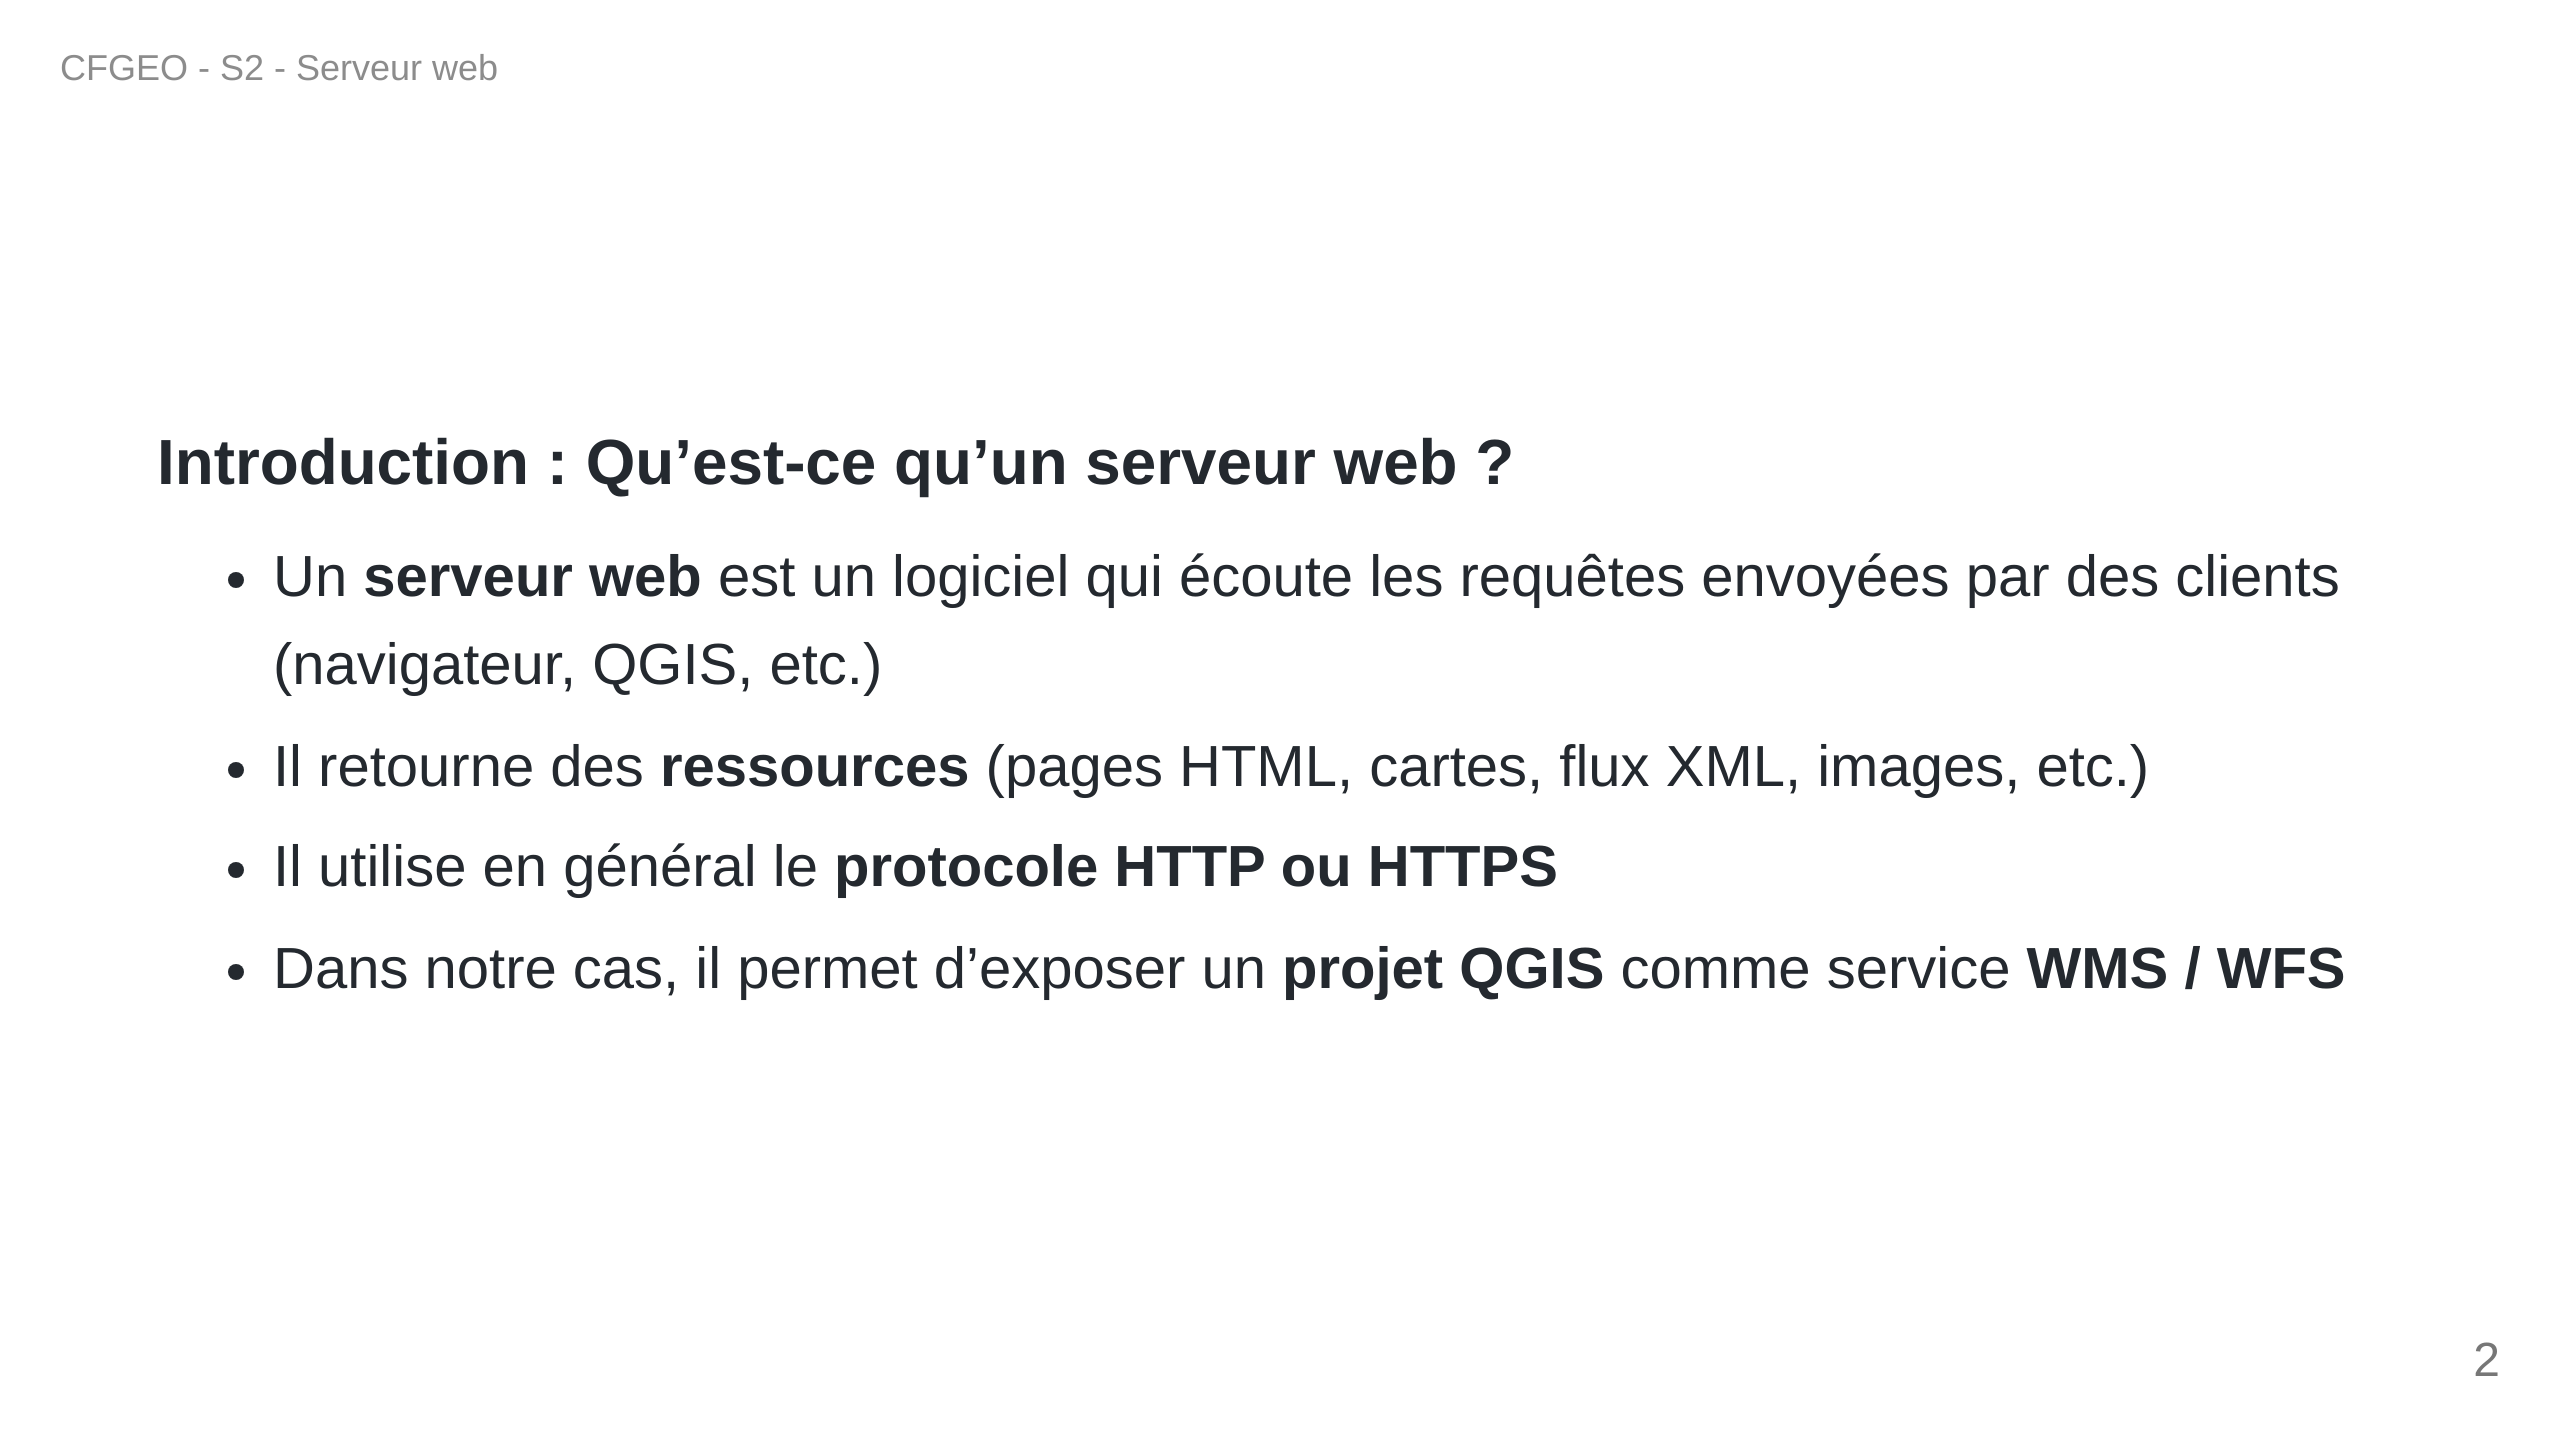 CFGEO - S2 - Serveur web
Introduction : Qu’est-ce qu’un serveur web ?
• Un serveur web est un logiciel qui écoute les requêtes envoyées par des clients
(navigateur, QGIS, etc.)
• Il retourne des ressources (pages HTML, cartes, flux XML, images, etc.)
• Il utilise en général le protocole HTTP ou HTTPS
• Dans notre cas, il permet d’exposer un projet QGIS comme service WMS / WFS
2